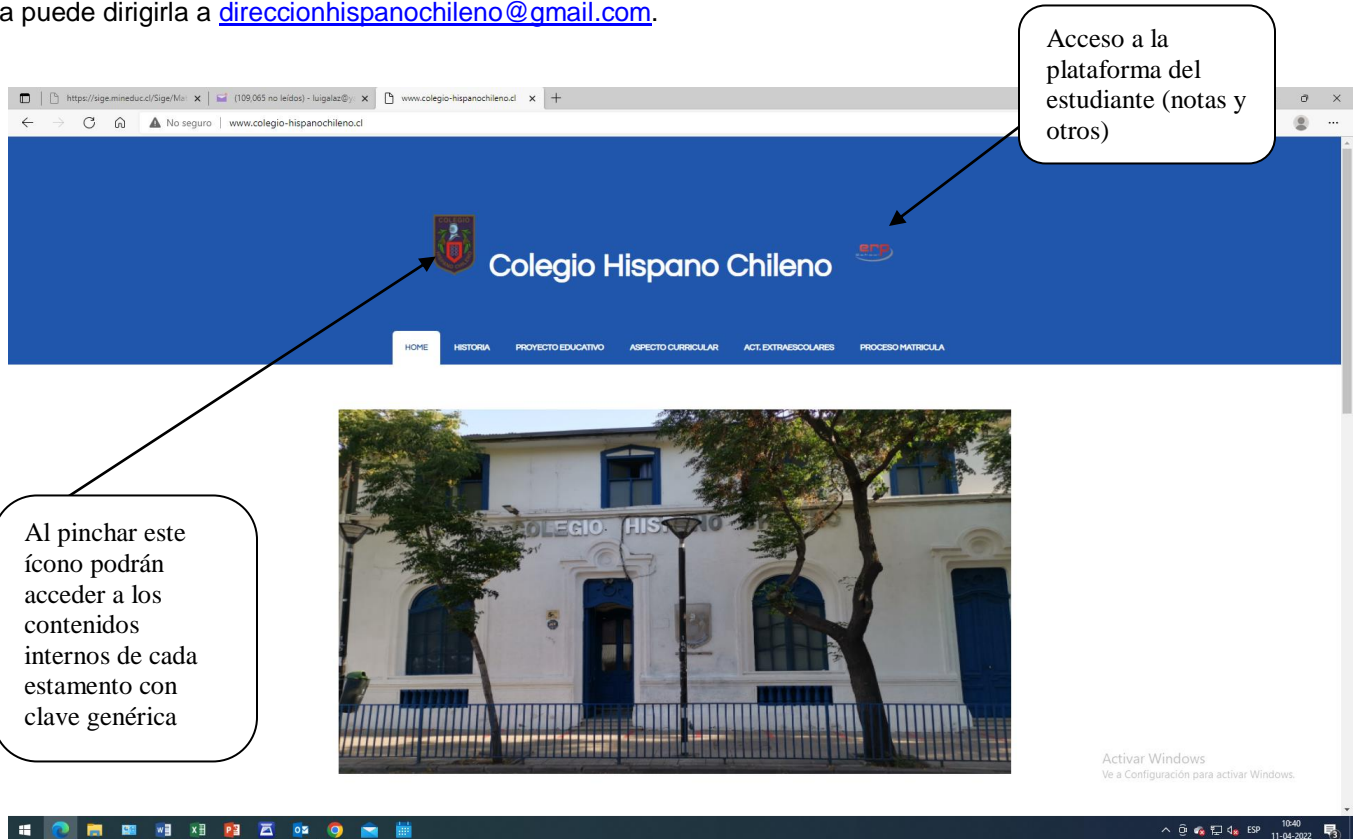 a puede dirigirla a direccionhispanochileno@gmail.com.
Acceso a la
plataforma del
estudiante (notas y
otros)
https://sige.mineduc.cl/Sige/Ma
(109,065 no leídos) - luigalaz@y
www.colegio-hispanochileno.cl
No seguro | www.colegio-hispanochileno.cl
COLEGIO
erp
Colegio Hispano Chileno
HOME
HISTORIA
PROYECTO EDUCATIVO
ASPECTO CURRICULAR
ACT. EXTRAESCOLARES
PROCESO MATRICULA
COLEGIO HIS
Al pinchar este
ícono podrán
acceder a los
contenidos
internos de cada
estamento con
clave genérica
Activar Windows
Ve a Configuración para activar Windows.
ESP
10:40
11-04-2022